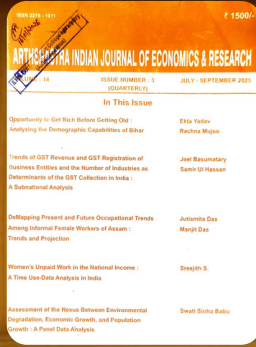 ISSN 2278 - 1811
₹ 1500/-
ARTHSHASTRA INDIAN JOURNAL OF ECONOMICS & RESEARCH
: 14
ISSUE NUMBER : 3
JULY - SEPTEMBER 2025
(QUARTERLY)
In This Issue
Opportunity to Get Rich Before Getting Old :
Ekta Yadav
Analyzing the Demographic Capabilities of Bihar
Rachna Mujoo
Trends of GST Revenue and GST Registration of
Joel Basumatary
Business Entities and the Number of Industries as
Samir Ul Hassan
Determinants of the GST Collection in India :
A Subnational Analysis
DeMapping Present and Future Occupational Trends
Jutismita Das
Among Informal Female Workers of Assam :
Manjit Das
Trends and Projection
Women's Unpaid Work in the National Income :
Sreejith S.
A Time Use-Data Analysis in India
Assessment of the Nexus Between Environmental
Swati Sinha Babu
Degradation, Economic Growth, and Population
Growth : A Panel Data Analysis